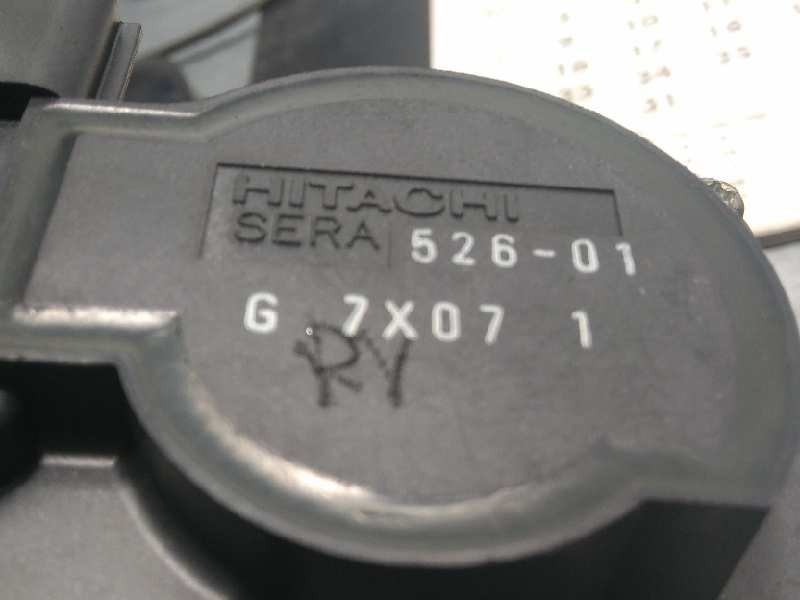 HITACHI
SERA 526-01
G. 7X07 1
RY